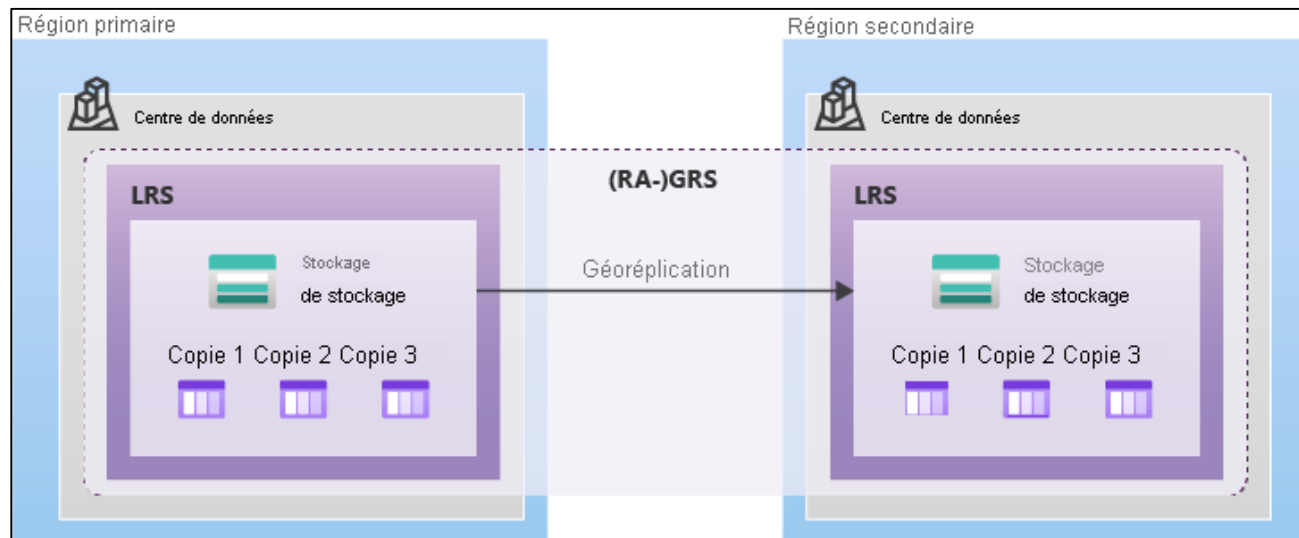 Région primaire
Région secondaire
Centre de données
Centre de données
(RA-)GRS
LRS
LRS
Stockage
de stockage
Géoréplication
Stockage
de stockage
Copie 1 Copie 2 Copie 3
Copie 1 Copie 2 Copie 3